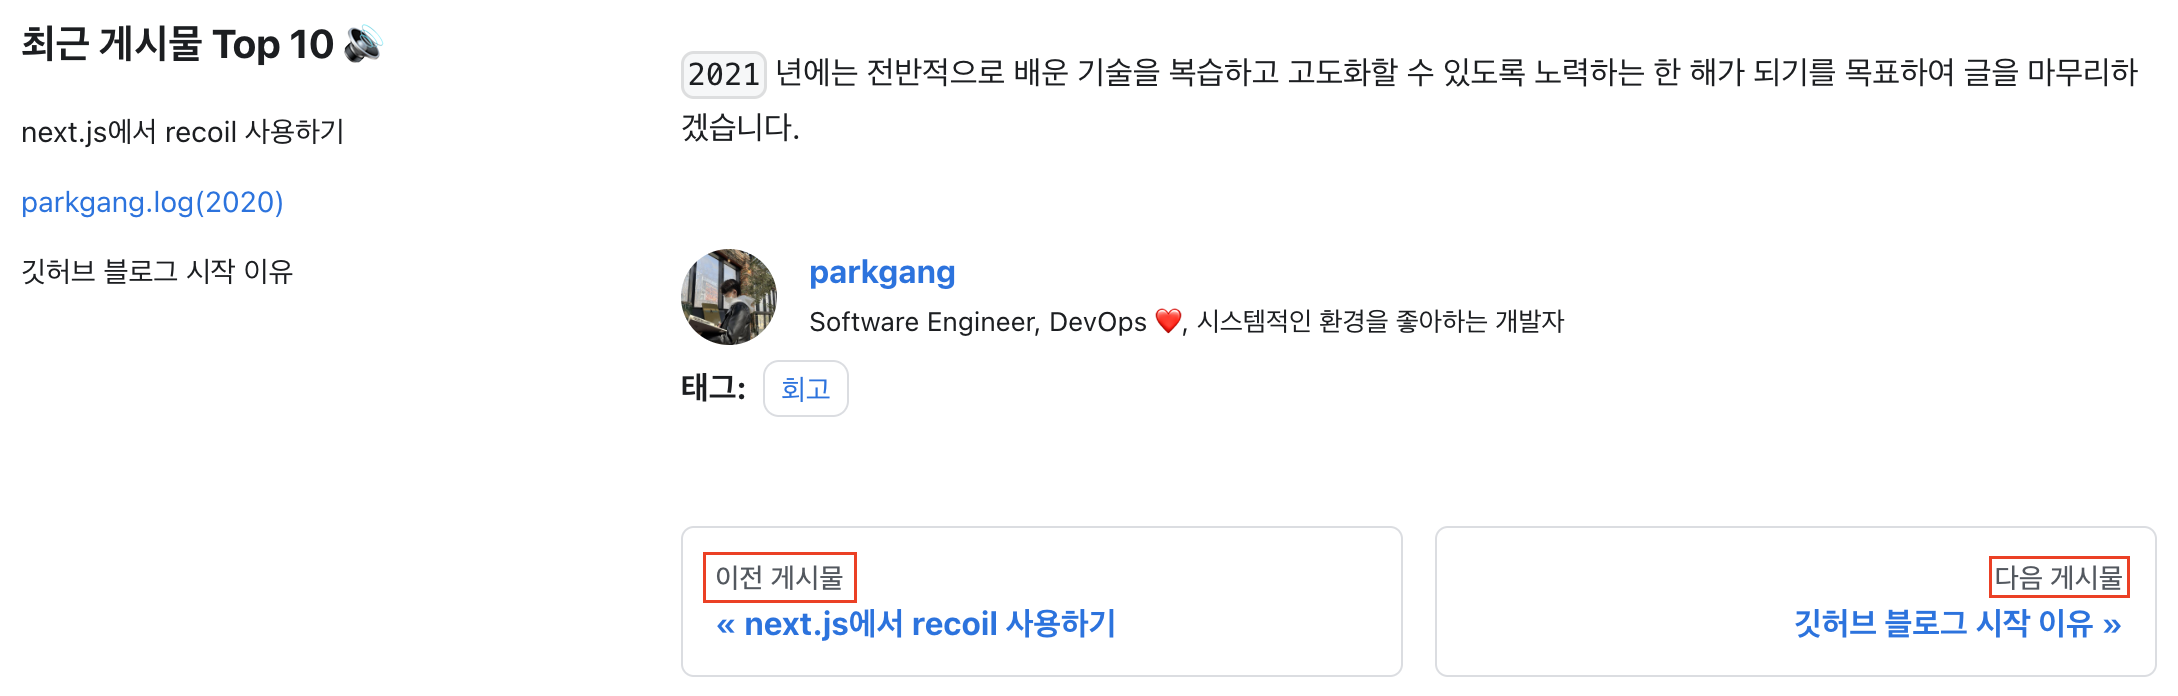 최근 게시물 Top 10 🔊
next.js에서 recoil 사용하기
parkgang.log(2020)
깃허브 블로그 시작 이유
2021 년에는 전반적으로 배운 기술을 복습하고 고도화할 수 있도록 노력하는 한 해가 되기를 목표하여 글을 마무리하
겠습니다.
parkgang
Software Engineer, DevOps ❤️, 시스템적인 환경을 좋아하는 개발자
태그: 회고
이전 게시물
« next.js에서 recoil 사용하기
다음 게시물
깃허브 블로그 시작 이유 »